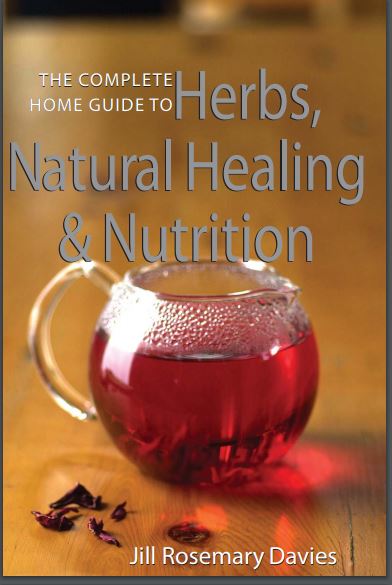 THE COMPLETE
HOME GUIDE TO Herbs,
Natural Healing
& Nutrition
Jill Rosemary Davies